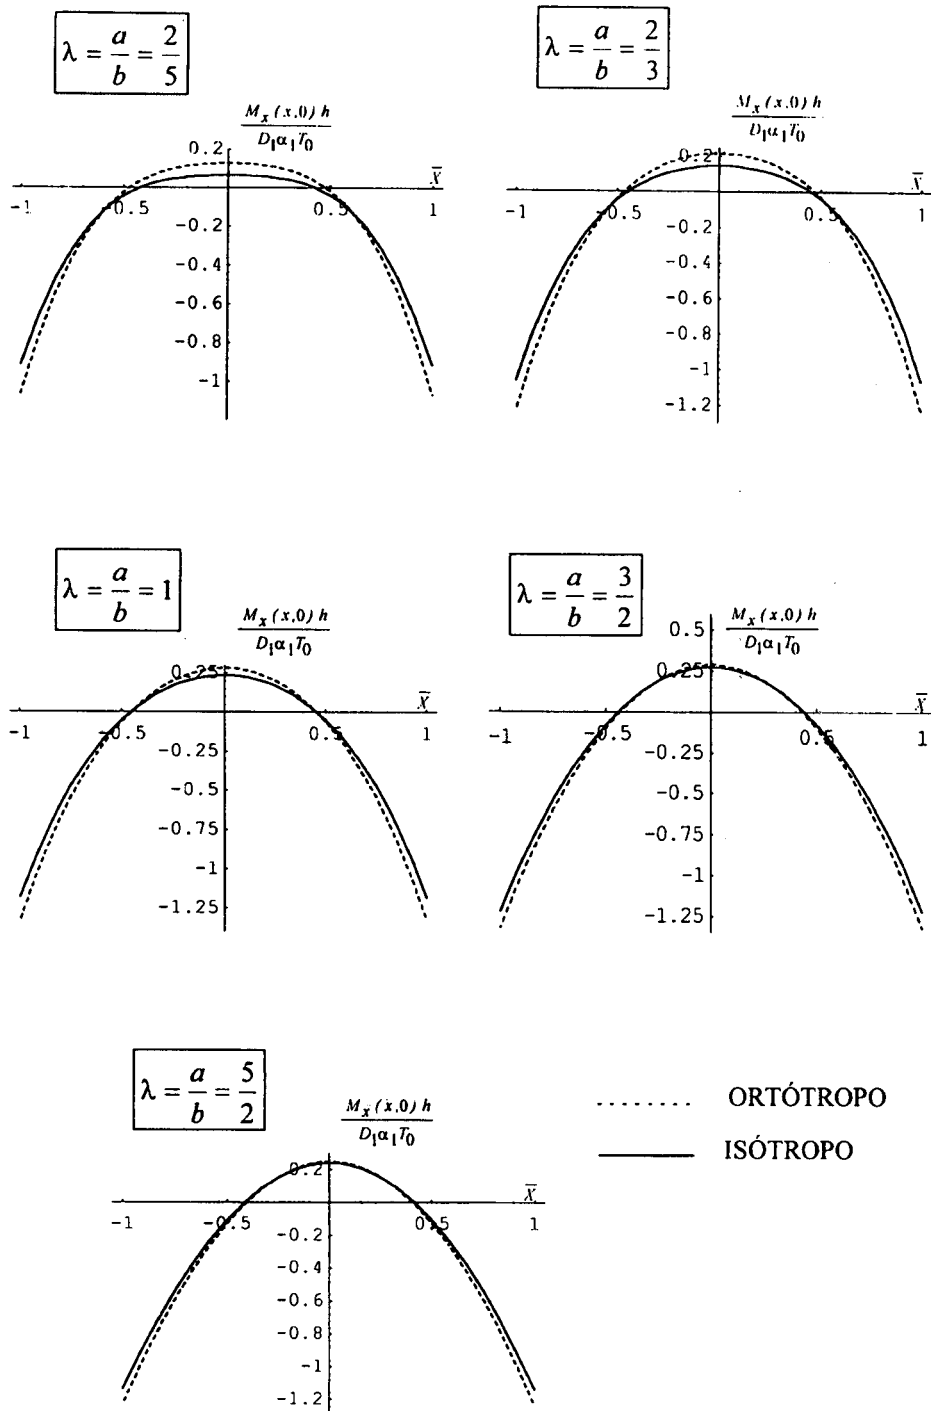 λ = a/b = 2/5
M_x(x,0) h
D₁α₁T₀
0.2
X̄
-1
-0.5
0.5
1
-0.2
-0.4
-0.6
-0.8
-1
λ = a/b = 2/3
M_x(x,0) h
D₁α₁T₀
0.2
X̄
-1
-0.5
0.5
1
-0.2
-0.4
-0.6
-0.8
-1
-1.2
λ = a/b = 1
M_x(x,0) h
D₁α₁T₀
0.25
X̄
-1
-0.5
0.5
1
-0.25
-0.5
-0.75
-1
-1.25
λ = a/b = 3/2
M_x(x,0) h
D₁α₁T₀
0.5
0.25
X̄
-1
-0.5
0.5
1
-0.25
-0.5
-0.75
-1
-1.25
λ = a/b = 5/2
M_x(x,0) h
D₁α₁T₀
0.2
X̄
-1
-0.5
0.5
1
-0.2
-0.4
-0.6
-0.8
-1
-1.2
ORTÓTROPO
ISÓTROPO